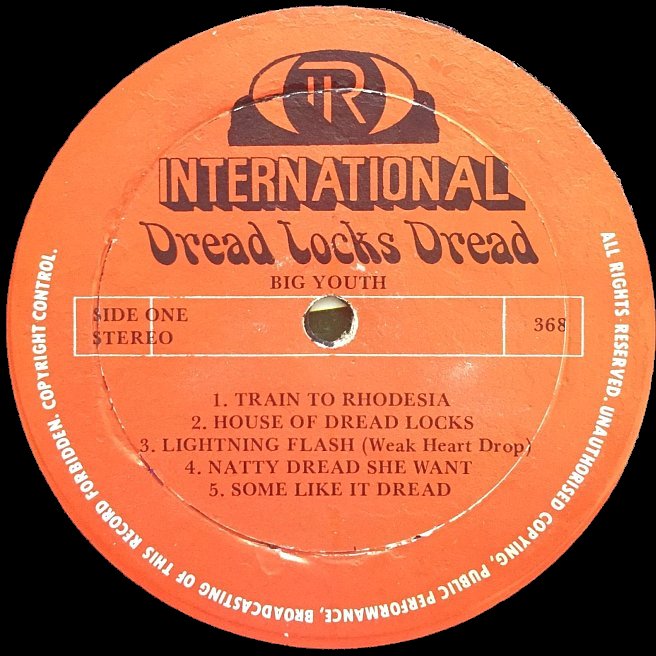 TR
INTERNATIONAL
Dread Locks Dread
BIG YOUTH
SIDE ONE
STEREO
368
1. TRAIN TO RHODESIA
2. HOUSE OF DREAD LOCKS
3. LIGHTNING FLASH (Weak Heart Drop)
4. NATTY DREAD SHE WANT
5. SOME LIKE IT DREAD
ALL RIGHTS RESERVED. UNAUTHORISED COPYING, PUBLIC PERFORMANCE, BROADCASTING OF THIS RECORD FORBIDDEN. COPYRIGHT CONTROL.